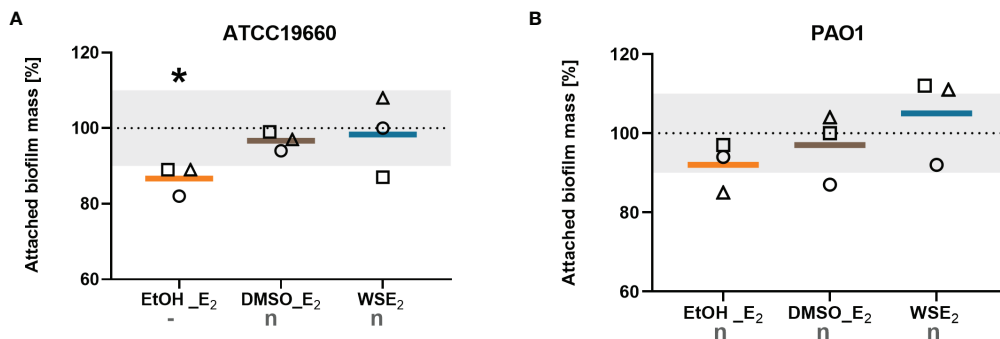 A
ATCC19660
Attached biofilm mass [%]
120
100
80
60
*
EtOH _E₂ DMSO_E₂ WSE₂
- n n
B
PAO1
Attached biofilm mass [%]
120
100
80
60
EtOH _E₂ DMSO_E₂ WSE₂
n n n